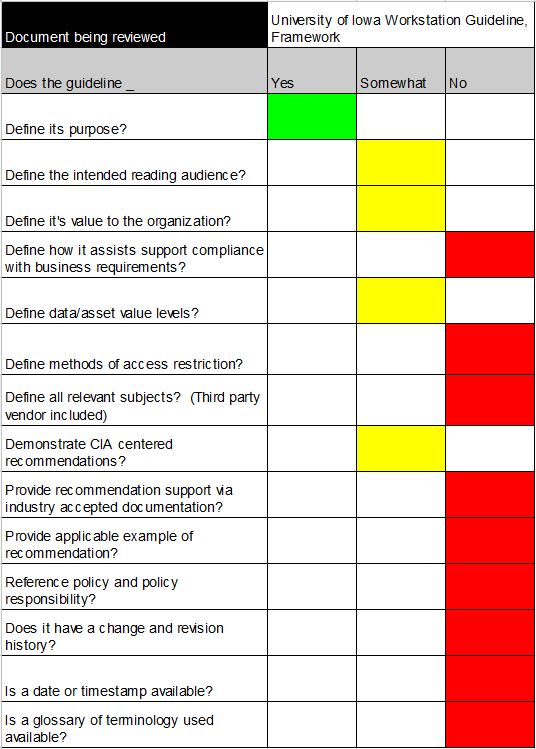 Document being reviewed
University of Iowa Workstation Guideline,
Framework
Does the guideline _
Yes
Somewhat
No
Define its purpose?
Define the intended reading audience?
Define it's value to the organization?
Define how it assists support compliance
with business requirements?
Define data/asset value levels?
Define methods of access restriction?
Define all relevant subjects?  (Third party
vendor included)
Demonstrate CIA centered
recommendations?
Provide recommendation support via
industry accepted documentation?
Provide applicable example of
recommendation?
Reference policy and policy
responsibility?
Does it have a change and revision
history?
Is a date or timestamp available?
Is a glossary of terminology used
available?